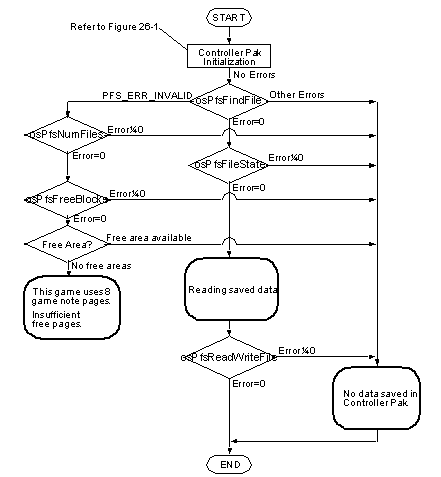 START
Refer to Figure 26-1
Controller Pak
Initialization
No Errors
PFS_ERR_INVALID
osPfsFindFile
Other Errors
Error=0
osPfsNumFiles
Error¼0
Error=0
osPfsFileState
Error¼0
Error=0
osPfsFreeBlocks
Error¼0
Error=0
Free Area?
Free area available
No free areas
This game uses 8
game note pages.
Insufficient
free pages.
Reading saved data
osPfsReadWriteFile
Error¼0
Error=0
No data saved in
Controller Pak.
END